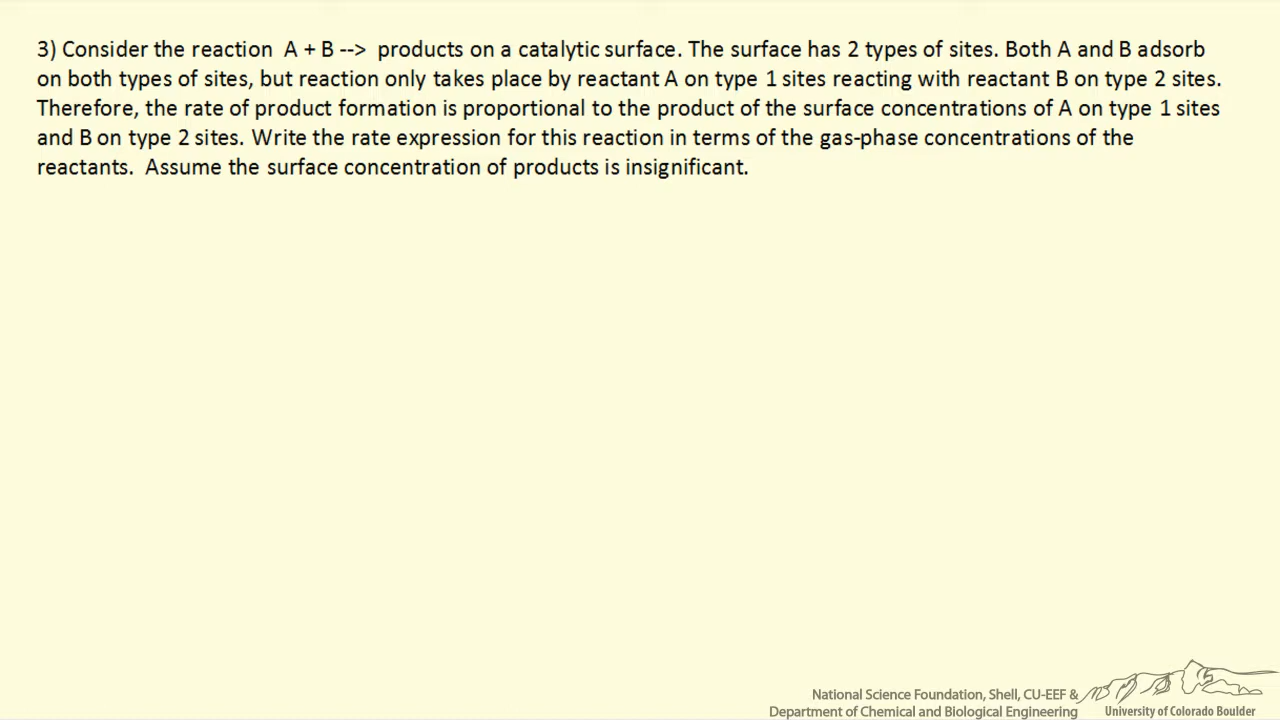 3) Consider the reaction A + B --> products on a catalytic surface. The surface has 2 types of sites. Both A and B adsorb
on both types of sites, but reaction only takes place by reactant A on type 1 sites reacting with reactant B on type 2 sites.
Therefore, the rate of product formation is proportional to the product of the surface concentrations of A on type 1 sites
and B on type 2 sites. Write the rate expression for this reaction in terms of the gas-phase concentrations of the
reactants. Assume the surface concentration of products is insignificant.
National Science Foundation, Shell, CU-EEF &
Department of Chemical and Biological Engineering
University of Colorado Boulder